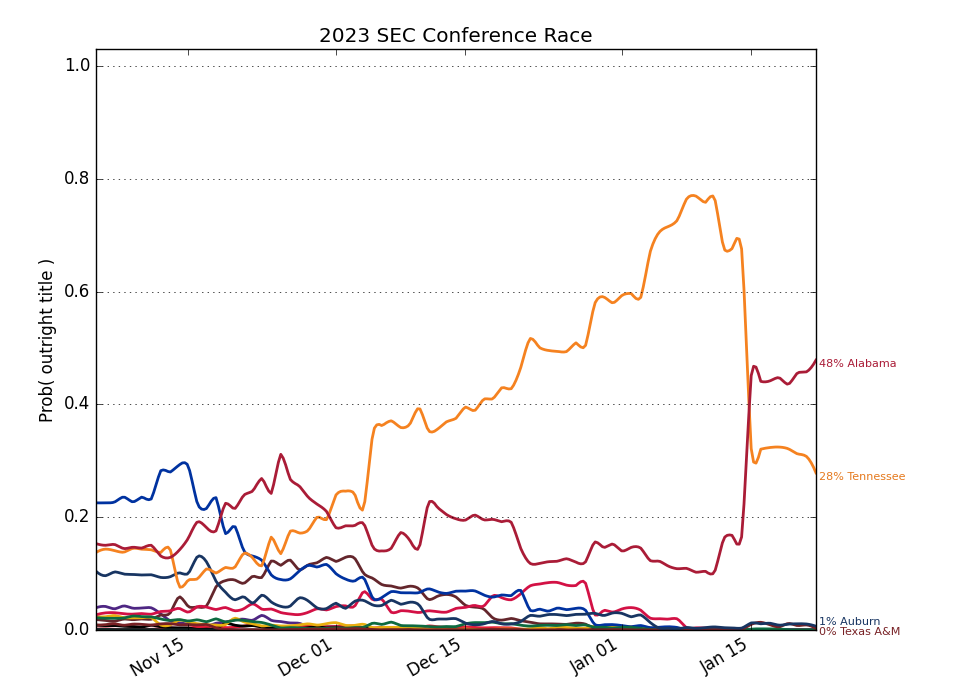 2023 SEC Conference Race
Prob( outright title )
1.0
0.8
0.6
0.4
0.2
0.0
Nov 15
Dec 01
Dec 15
Jan 01
Jan 15
48% Alabama
28% Tennessee
1% Auburn
0% Texas A&M